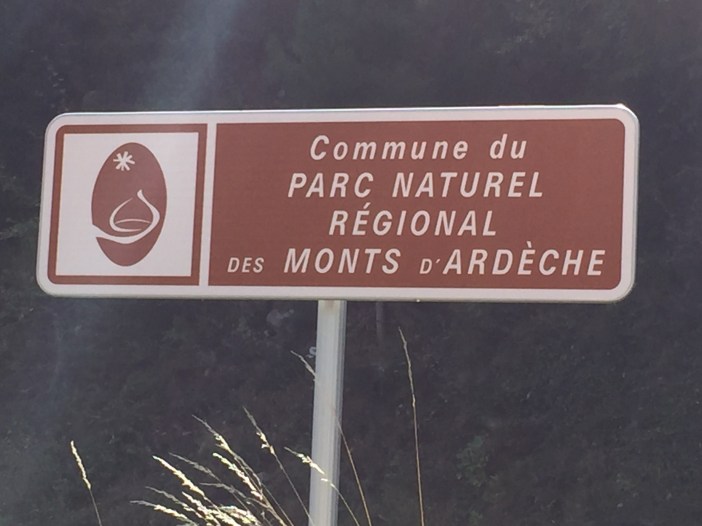 Commune du
PARC NATUREL
RÉGIONAL
DES MONTS D'ARDÈCHE